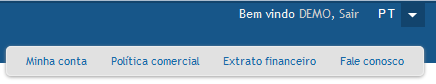 Bem vindo DEMO, Sair PT
Minha conta Política comercial Extrato financeiro Fale conosco